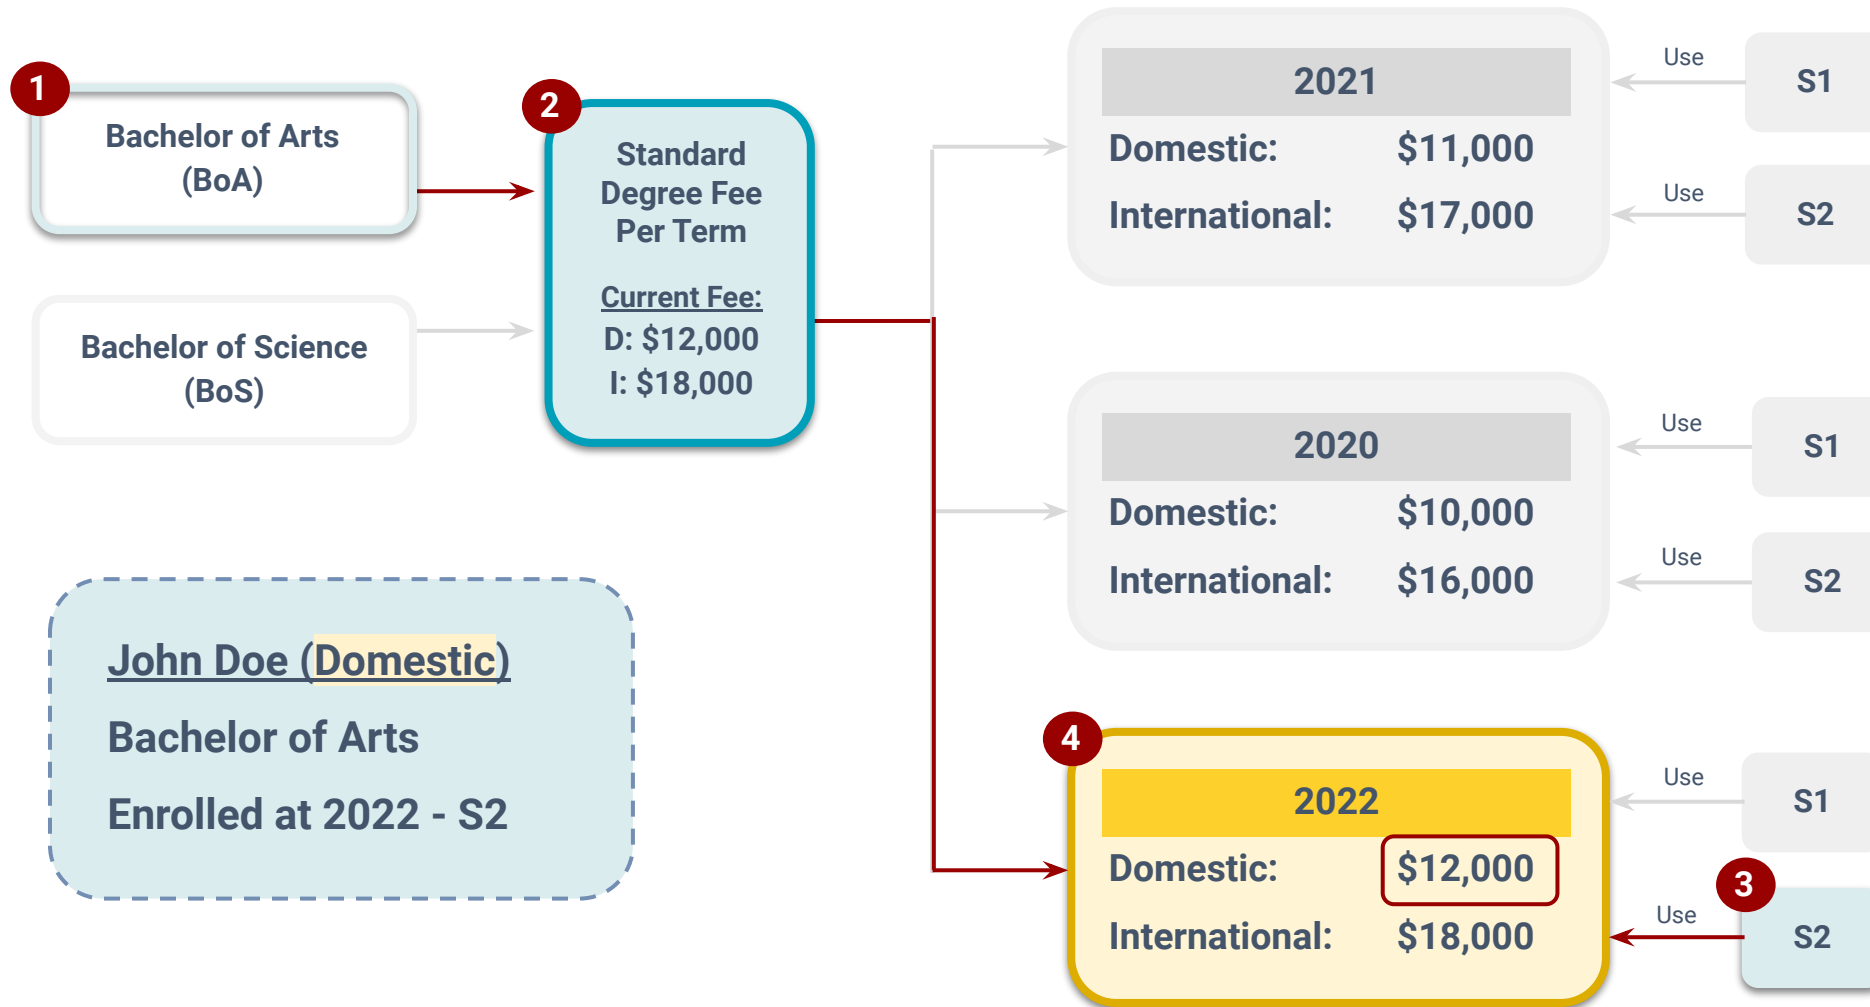 1
Bachelor of Arts
(BoA)
Bachelor of Science
(BoS)
2
Standard
Degree Fee
Per Term
Current Fee:
D: $12,000
I: $18,000
2021
Domestic: $11,000
International: $17,000
Use
S1
Use
S2
2020
Domestic: $10,000
International: $16,000
Use
S1
Use
S2
John Doe (Domestic)
Bachelor of Arts
Enrolled at 2022 - S2
4
2022
Domestic: $12,000
International: $18,000
Use
S1
3
Use
S2